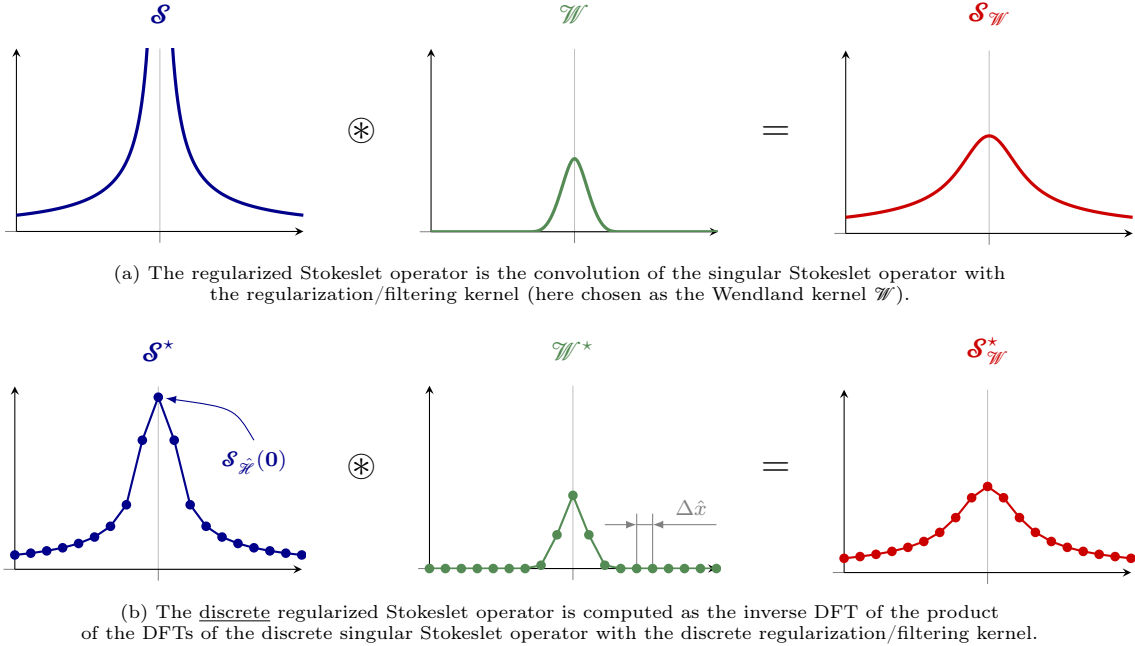 𝓢 𝒲 𝓢_𝒲
⊛ =
(a) The regularized Stokeslet operator is the convolution of the singular Stokeslet operator with
the regularization/filtering kernel (here chosen as the Wendland kernel 𝒲).
𝓢⋆ 𝒲⋆ 𝓢⋆_𝒲
𝓢_ℋ̂(0) ⊛ Δx̂ =
(b) The discrete regularized Stokeslet operator is computed as the inverse DFT of the product
of the DFTs of the discrete singular Stokeslet operator with the discrete regularization/filtering kernel.